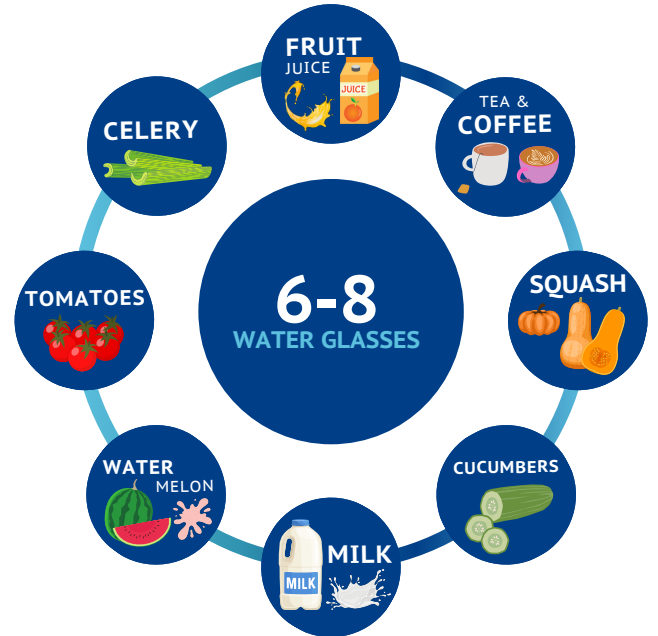 FRUIT
JUICE
JUICE
TEA &
COFFEE
CELERY
SQUASH
TOMATOES
6-8
WATER GLASSES
WATER
MELON
CUCUMBERS
MILK
MILK